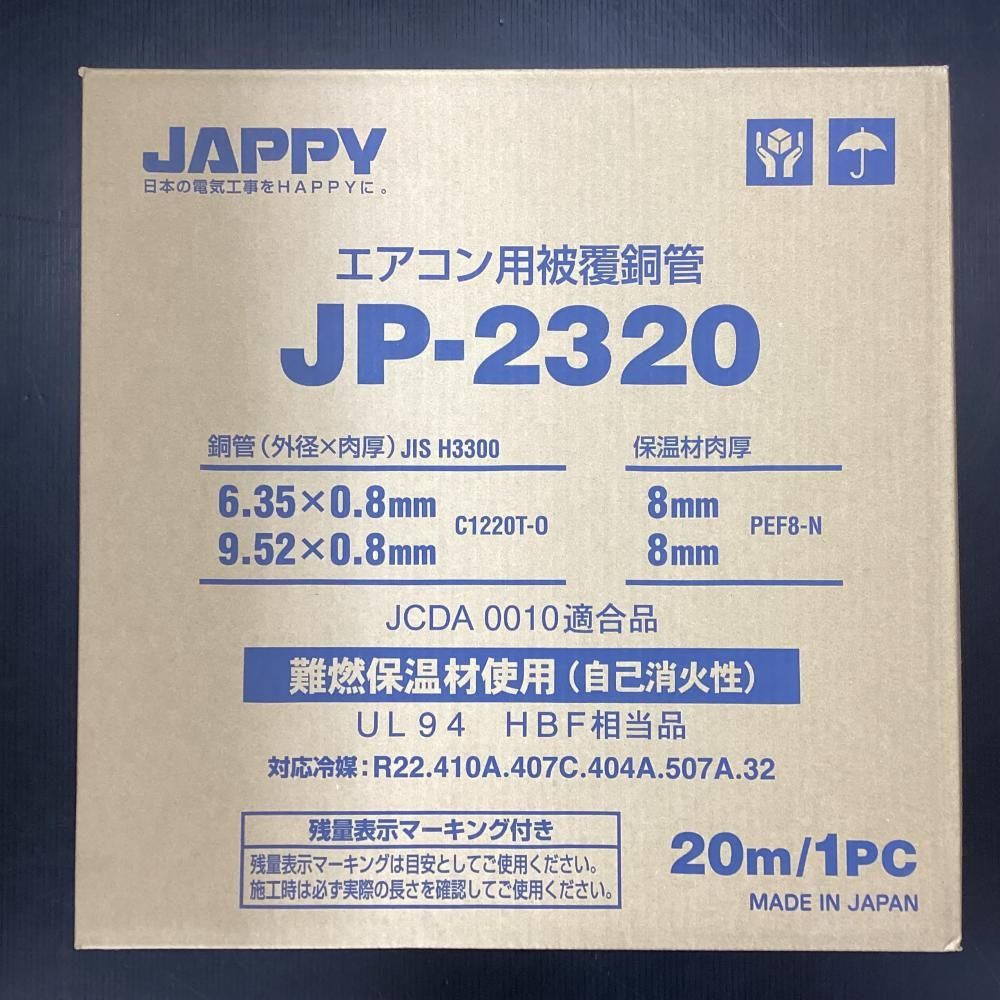 JAPPY
日本の電気工事をHAPPYに。
エアコン用被覆銅管
JP-2320
銅管(外径×肉厚)JIS H3300
保温材肉厚
6.35×0.8mm
9.52×0.8mm
C1220T-O
8mm
8mm
PEF8-N
JCDA 0010適合品
難燃保温材使用(自己消火性)
UL94 HBF相当品
対応冷媒:R22.410A.407C.404A.507A.32
残量表示マーキング付き
残量表示マーキングは目安としてご使用ください。
施工時は必ず実際の長さを確認してご使用ください。
20m/1PC
MADE IN JAPAN